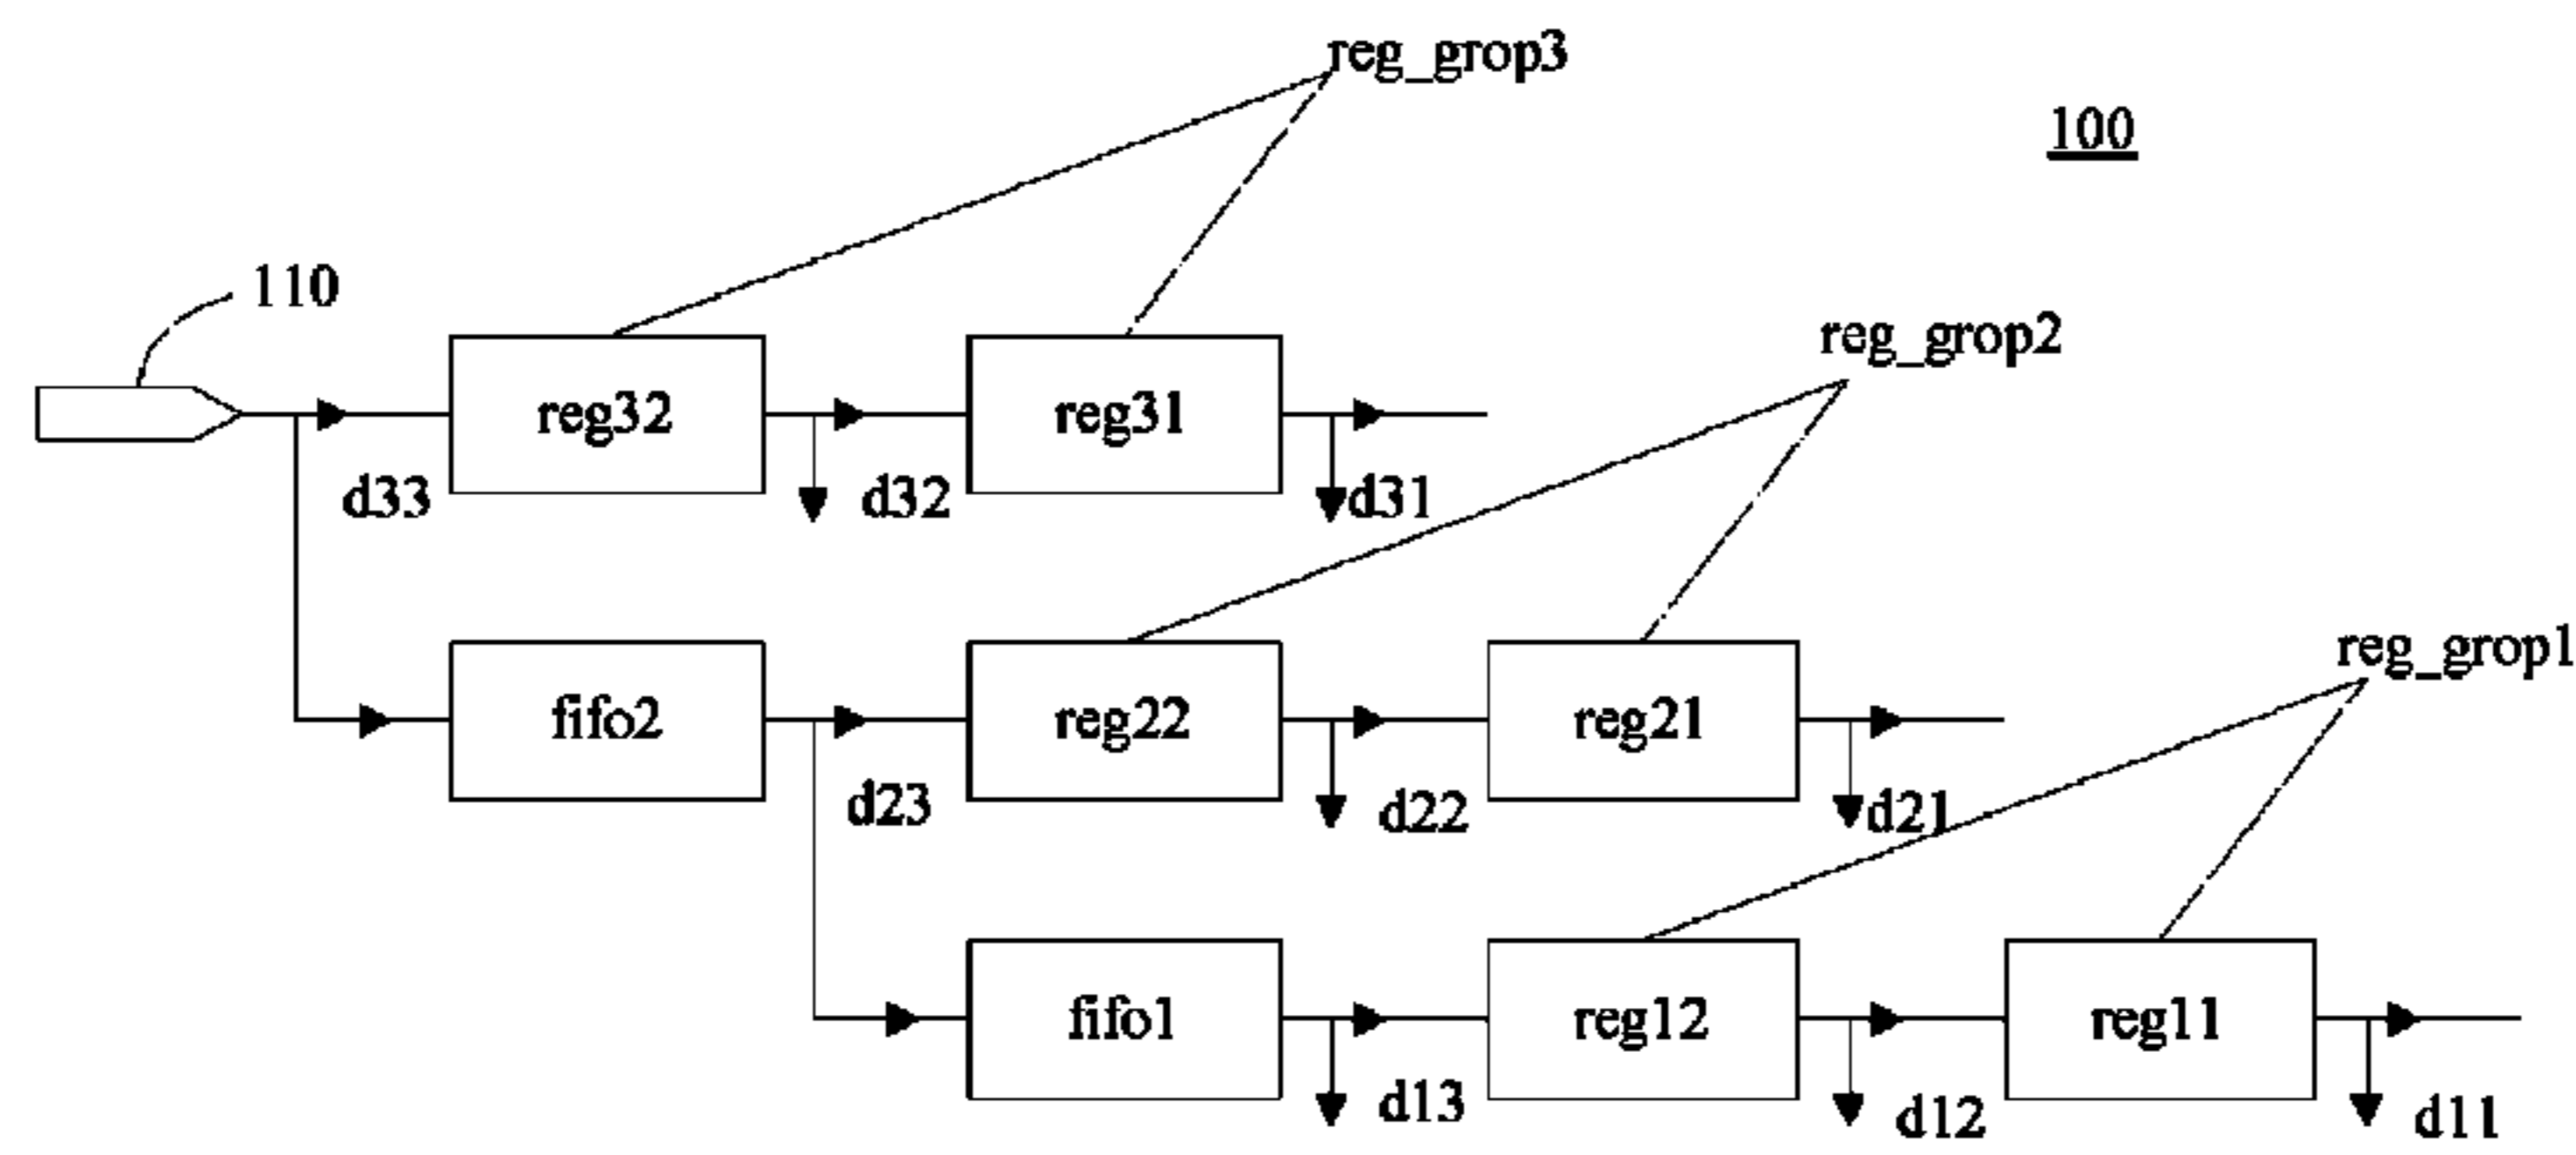 reg_grop3
100
110
reg_grop2
reg32
reg31
d33
d32
d31
reg_grop1
fifo2
reg22
reg21
d23
d22
d21
fifo1
reg12
reg11
d13
d12
d11